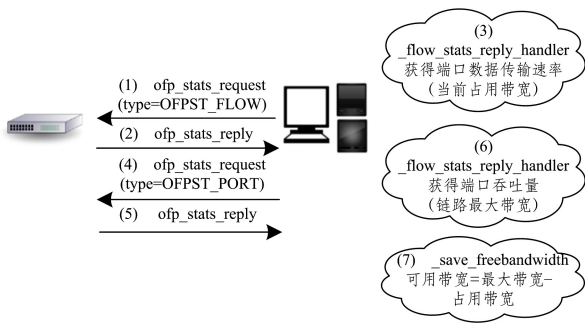 (1) ofp_stats_request
(type=OFPST_FLOW)
(2) ofp_stats_reply
(4) ofp_stats_request
(type=OFPST_PORT)
(5) ofp_stats_reply
(3)
_flow_stats_reply_handler
获得端口数据传输速率
(当前占用带宽)
(6)
_flow_stats_reply_handler
获得端口吞吐量
(链路最大带宽)
(7) _save_freebandwidth
可用带宽=最大带宽−
占用带宽